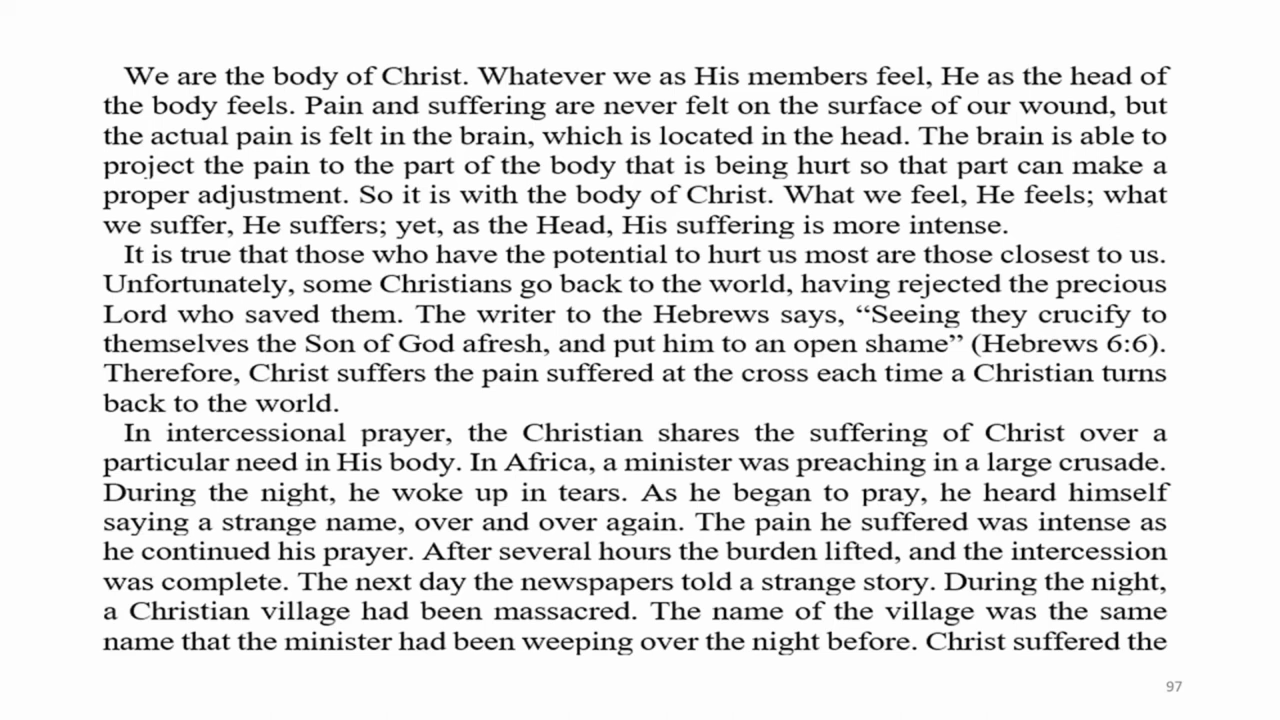 We are the body of Christ. Whatever we as His members feel, He as the head of
the body feels. Pain and suffering are never felt on the surface of our wound, but
the actual pain is felt in the brain, which is located in the head. The brain is able to
project the pain to the part of the body that is being hurt so that part can make a
proper adjustment. So it is with the body of Christ. What we feel, He feels; what
we suffer, He suffers; yet, as the Head, His suffering is more intense.
It is true that those who have the potential to hurt us most are those closest to us.
Unfortunately, some Christians go back to the world, having rejected the precious
Lord who saved them. The writer to the Hebrews says, “Seeing they crucify to
themselves the Son of God afresh, and put him to an open shame” (Hebrews 6:6).
Therefore, Christ suffers the pain suffered at the cross each time a Christian turns
back to the world.
In intercessional prayer, the Christian shares the suffering of Christ over a
particular need in His body. In Africa, a minister was preaching in a large crusade.
During the night, he woke up in tears. As he began to pray, he heard himself
saying a strange name, over and over again. The pain he suffered was intense as
he continued his prayer. After several hours the burden lifted, and the intercession
was complete. The next day the newspapers told a strange story. During the night,
a Christian village had been massacred. The name of the village was the same
name that the minister had been weeping over the night before. Christ suffered the
97